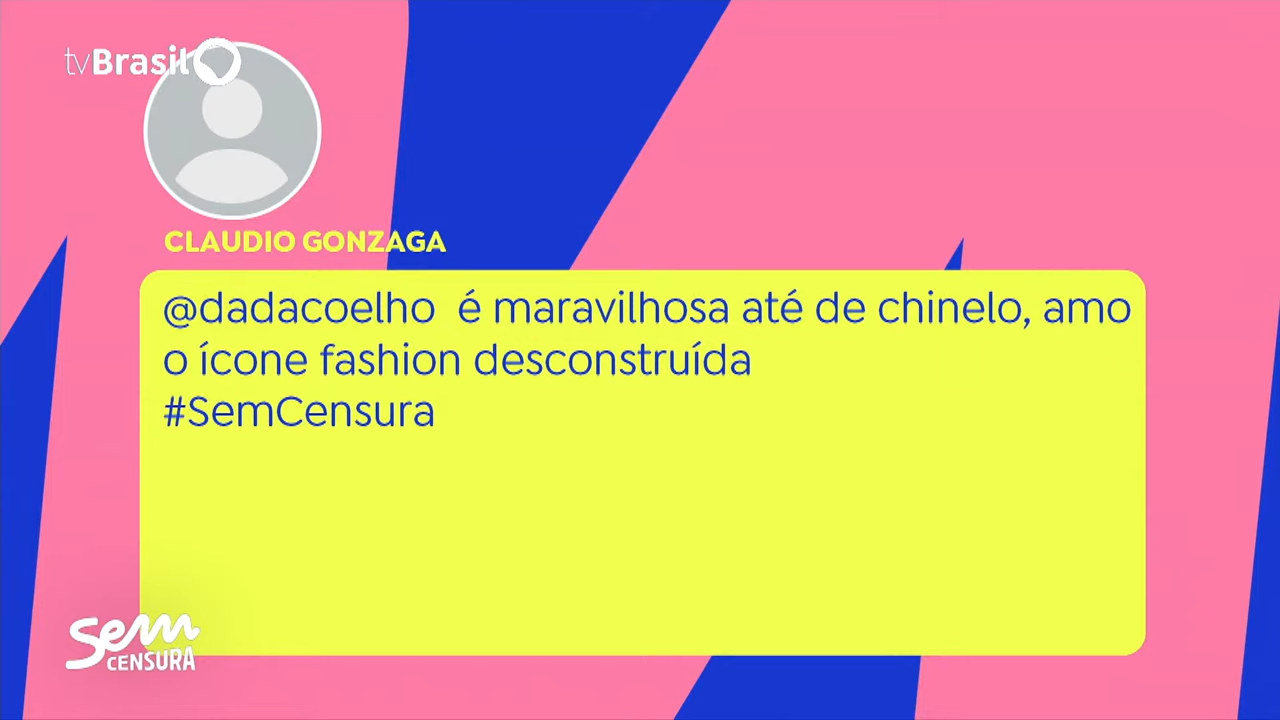 tvBrasil
CLAUDIO GONZAGA
@dadacoelho é maravilhosa até de chinelo, amo
o ícone fashion desconstruída
#SemCensura
Sem
CENSURA